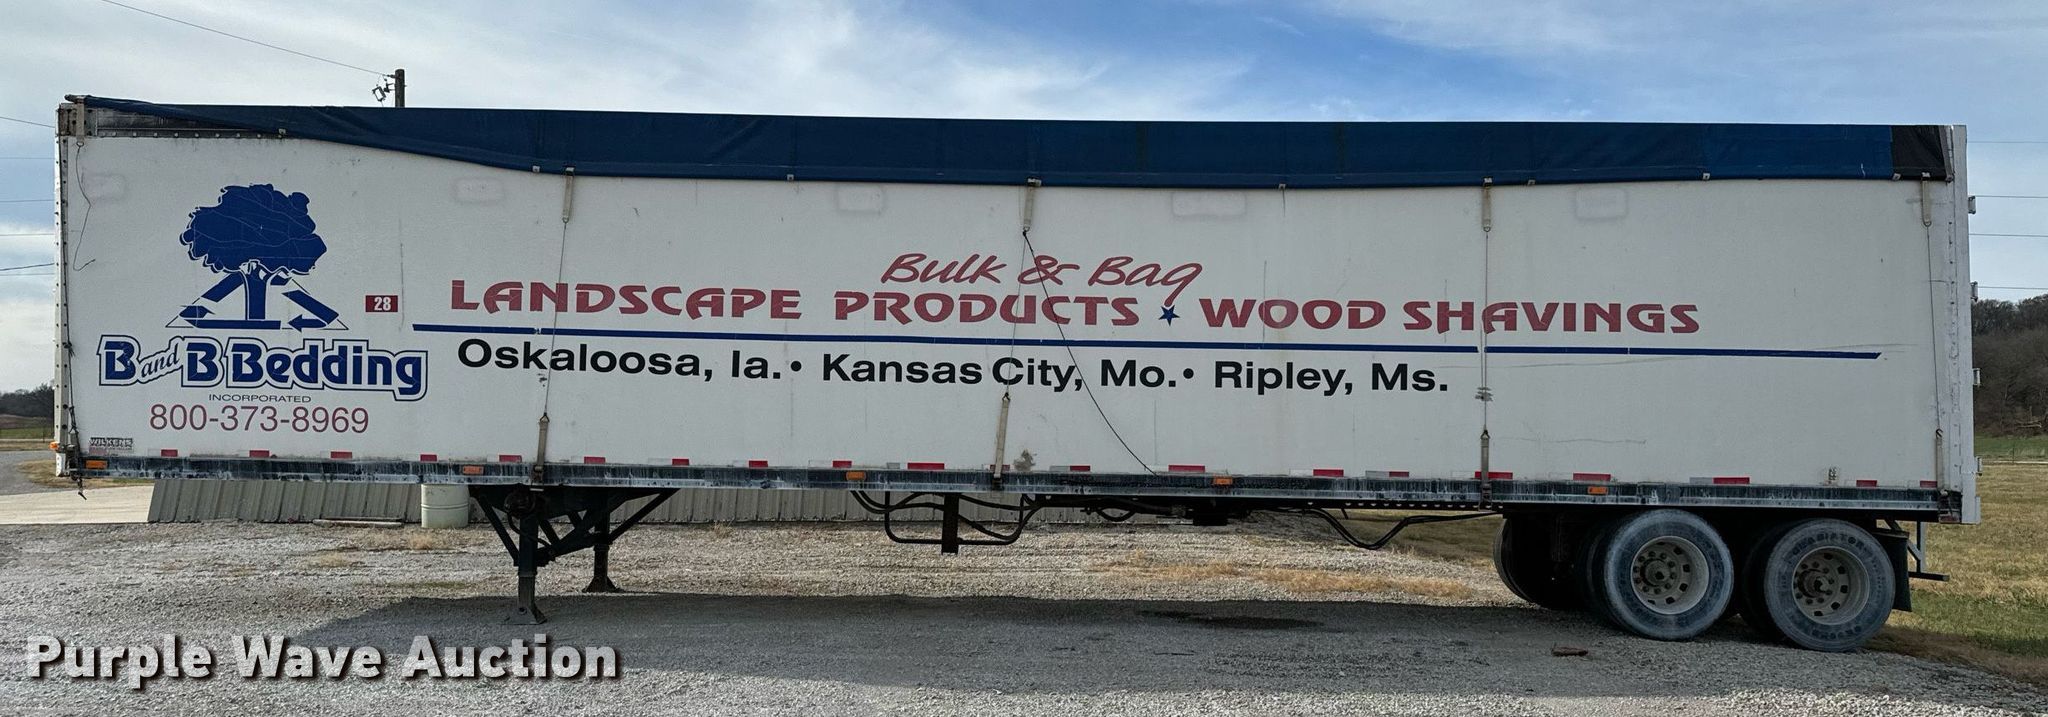 Bulk & Bag
LANDSCAPE PRODUCTS ★ WOOD SHAVINGS
Oskaloosa, Ia. • Kansas City, Mo. • Ripley, Ms.
28
B and B Bedding
INCORPORATED
800-373-8969
WILKENS
GLADIATOR
Purple Wave Auction